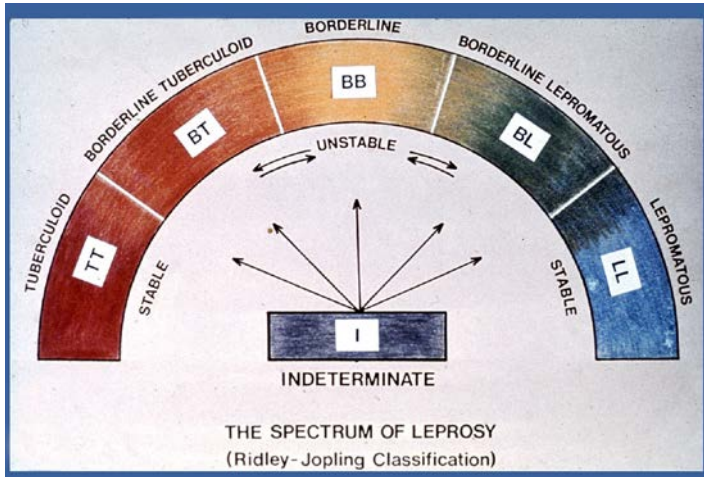 BORDERLINE
BORDERLINE TUBERCULOID
BORDERLINE LEPROMATOUS
BB
BT
BL
UNSTABLE
TUBERCULOID
LEPROMATOUS
TT
LL
STABLE
STABLE
I
INDETERMINATE
THE SPECTRUM OF LEPROSY
(Ridley-Jopling Classification)